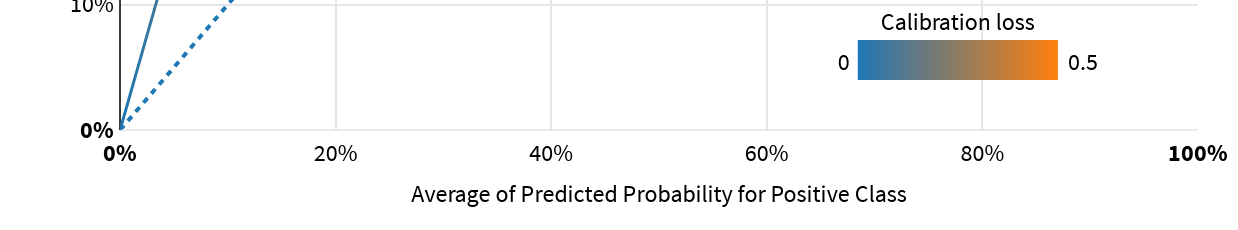 10%
Calibration loss
0 0.5
0%
0% 20% 40% 60% 80% 100%
Average of Predicted Probability for Positive Class